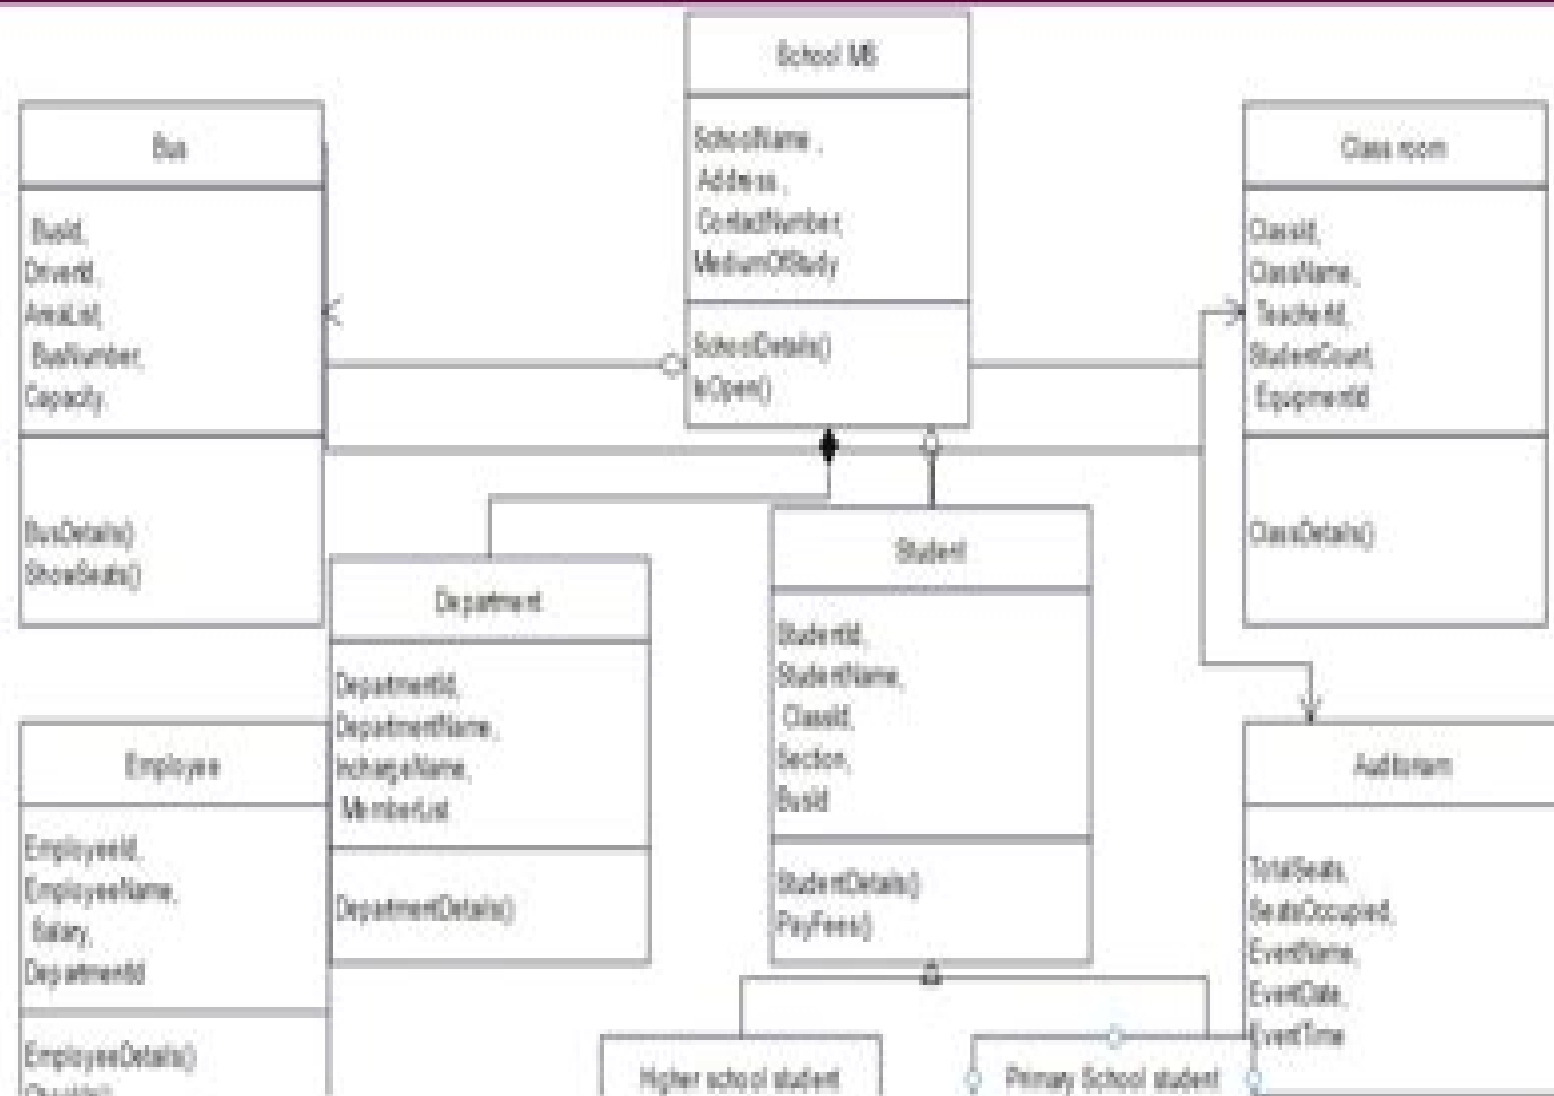 School MS
SchoolName ,
Address ,
ContactNumber,
MediumOfStudy
SchoolDetails()
IsOpen()
Bus
BusId,
DriverId,
AreaList,
BusNumber,
Capacity
BusDetails()
ShowSeats()
Class room
ClassId,
ClassName,
TeacherId,
StudentCount,
EquipmentId
ClassDetails()
Department
DepartmentId,
DepartmentName,
InchargeName,
MemberList
DepartmentDetails()
Student
StudentId,
StudentName,
ClassId,
Section,
BusId
StudentDetails()
PayFees()
Employee
EmployeeId,
EmployeeName,
Salary,
DepartmentId
EmployeeDetails()
Auditoriam
TotalSeats,
SeatsOccupied,
EventName,
EventDate,
EventTime
Higher school student
Primary School student